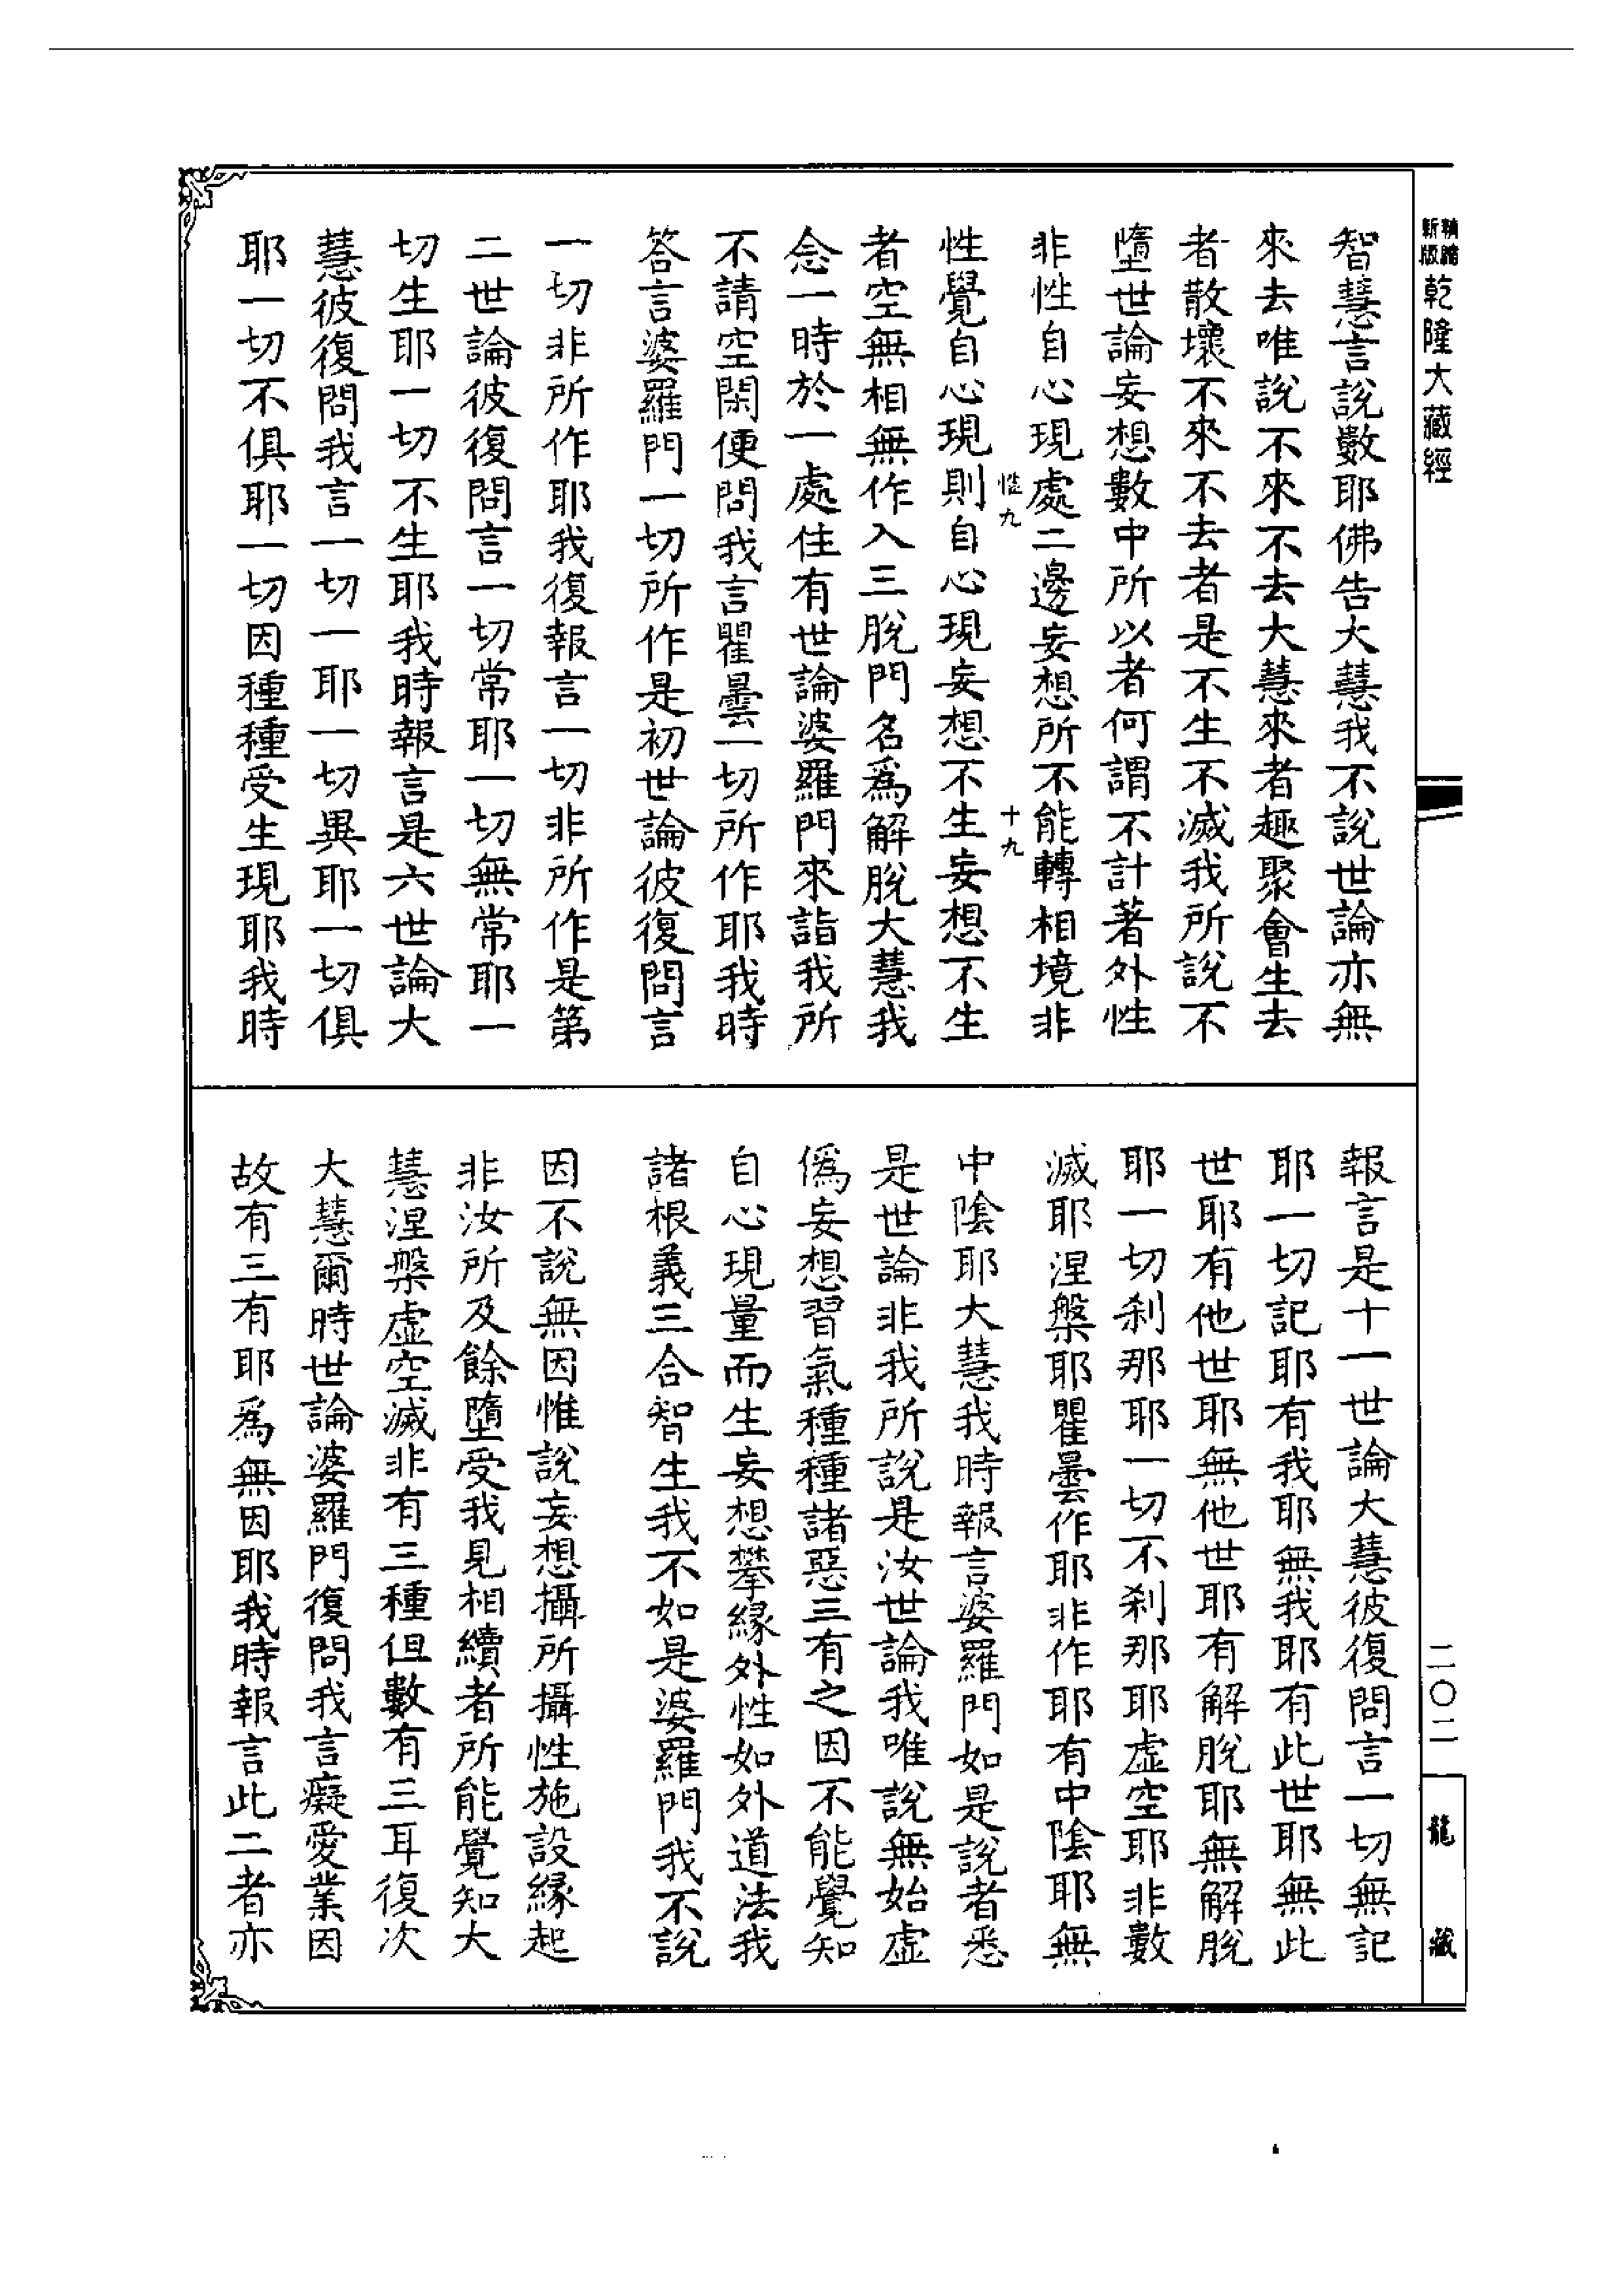 新版
精縮
乾隆大藏經
智慧言說數耶佛告大慧我不說世論亦無
來去唯說不來不去大慧來者趣聚會生去
者散壞不來不去者是不生不滅我所說不
墮世論妄想數中所以者何謂不計著外性
非性自心現處二邊妄想所不能轉相境非
惟九 十九
性覺自心現則自心現妄想不生妄想不生
者空無相無作入三脫門名爲解脫大慧我
念一時於一處住有世論婆羅門來詣我所
不請空閑便問我言瞿曇一切所作耶我時
答言婆羅門一切所作是初世論彼復問言
一切非所作耶我復報言一切非所作是第
二世論彼復問言一切常耶一切無常耶一
切生耶一切不生耶我時報言是六世論大
慧彼復問我言一切一耶一切異耶一切俱
耶一切不俱耶一切因種種受生現耶我時
報言是十一世論大慧彼復問言一切無記
耶一切記耶有我耶無我耶有此世耶無此
世耶有他世耶無他世耶有解脫耶無解脫
耶一切刹那耶一切不刹那耶虛空耶非數
滅耶涅槃耶瞿曇作耶非作耶有中陰耶無
中陰耶大慧我時報言婆羅門如是說者悉
是世論非我所說是汝世論我唯說無始虛
僞妄想習氣種種諸惡三有之因不能覺知
自心現量而生妄想攀緣外性如外道法我
諸根義三合智生我不如是婆羅門我不說
因不說無因惟說妄想攝所攝性施設緣起
非汝所及餘墮受我見相續者所能覺知大
慧涅槃虛空滅非有三種但數有三耳復次
大慧爾時世論婆羅門復問我言癡愛業因
故有三有耶爲無因耶我時報言此二者亦
二〇二
龍藏